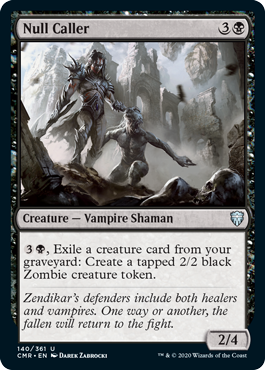 Null Caller 3
Creature — Vampire Shaman
3, Exile a creature card from your
graveyard: Create a tapped 2/2 black
Zombie creature token.
Zendikar's defenders include both healers
and vampires. One way or another, the
fallen will return to the fight.
2/4
140/361 U
CMR • EN DAREK ZABROCKI
™ & © 2020 Wizards of the Coast